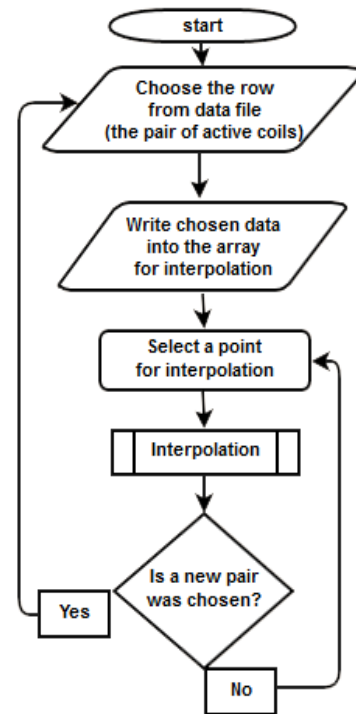 start
Choose the row
from data file
(the pair of active coils)
Write chosen data
into the array
for interpolation
Select a point
for interpolation
Interpolation
Is a new pair
was chosen?
Yes
No